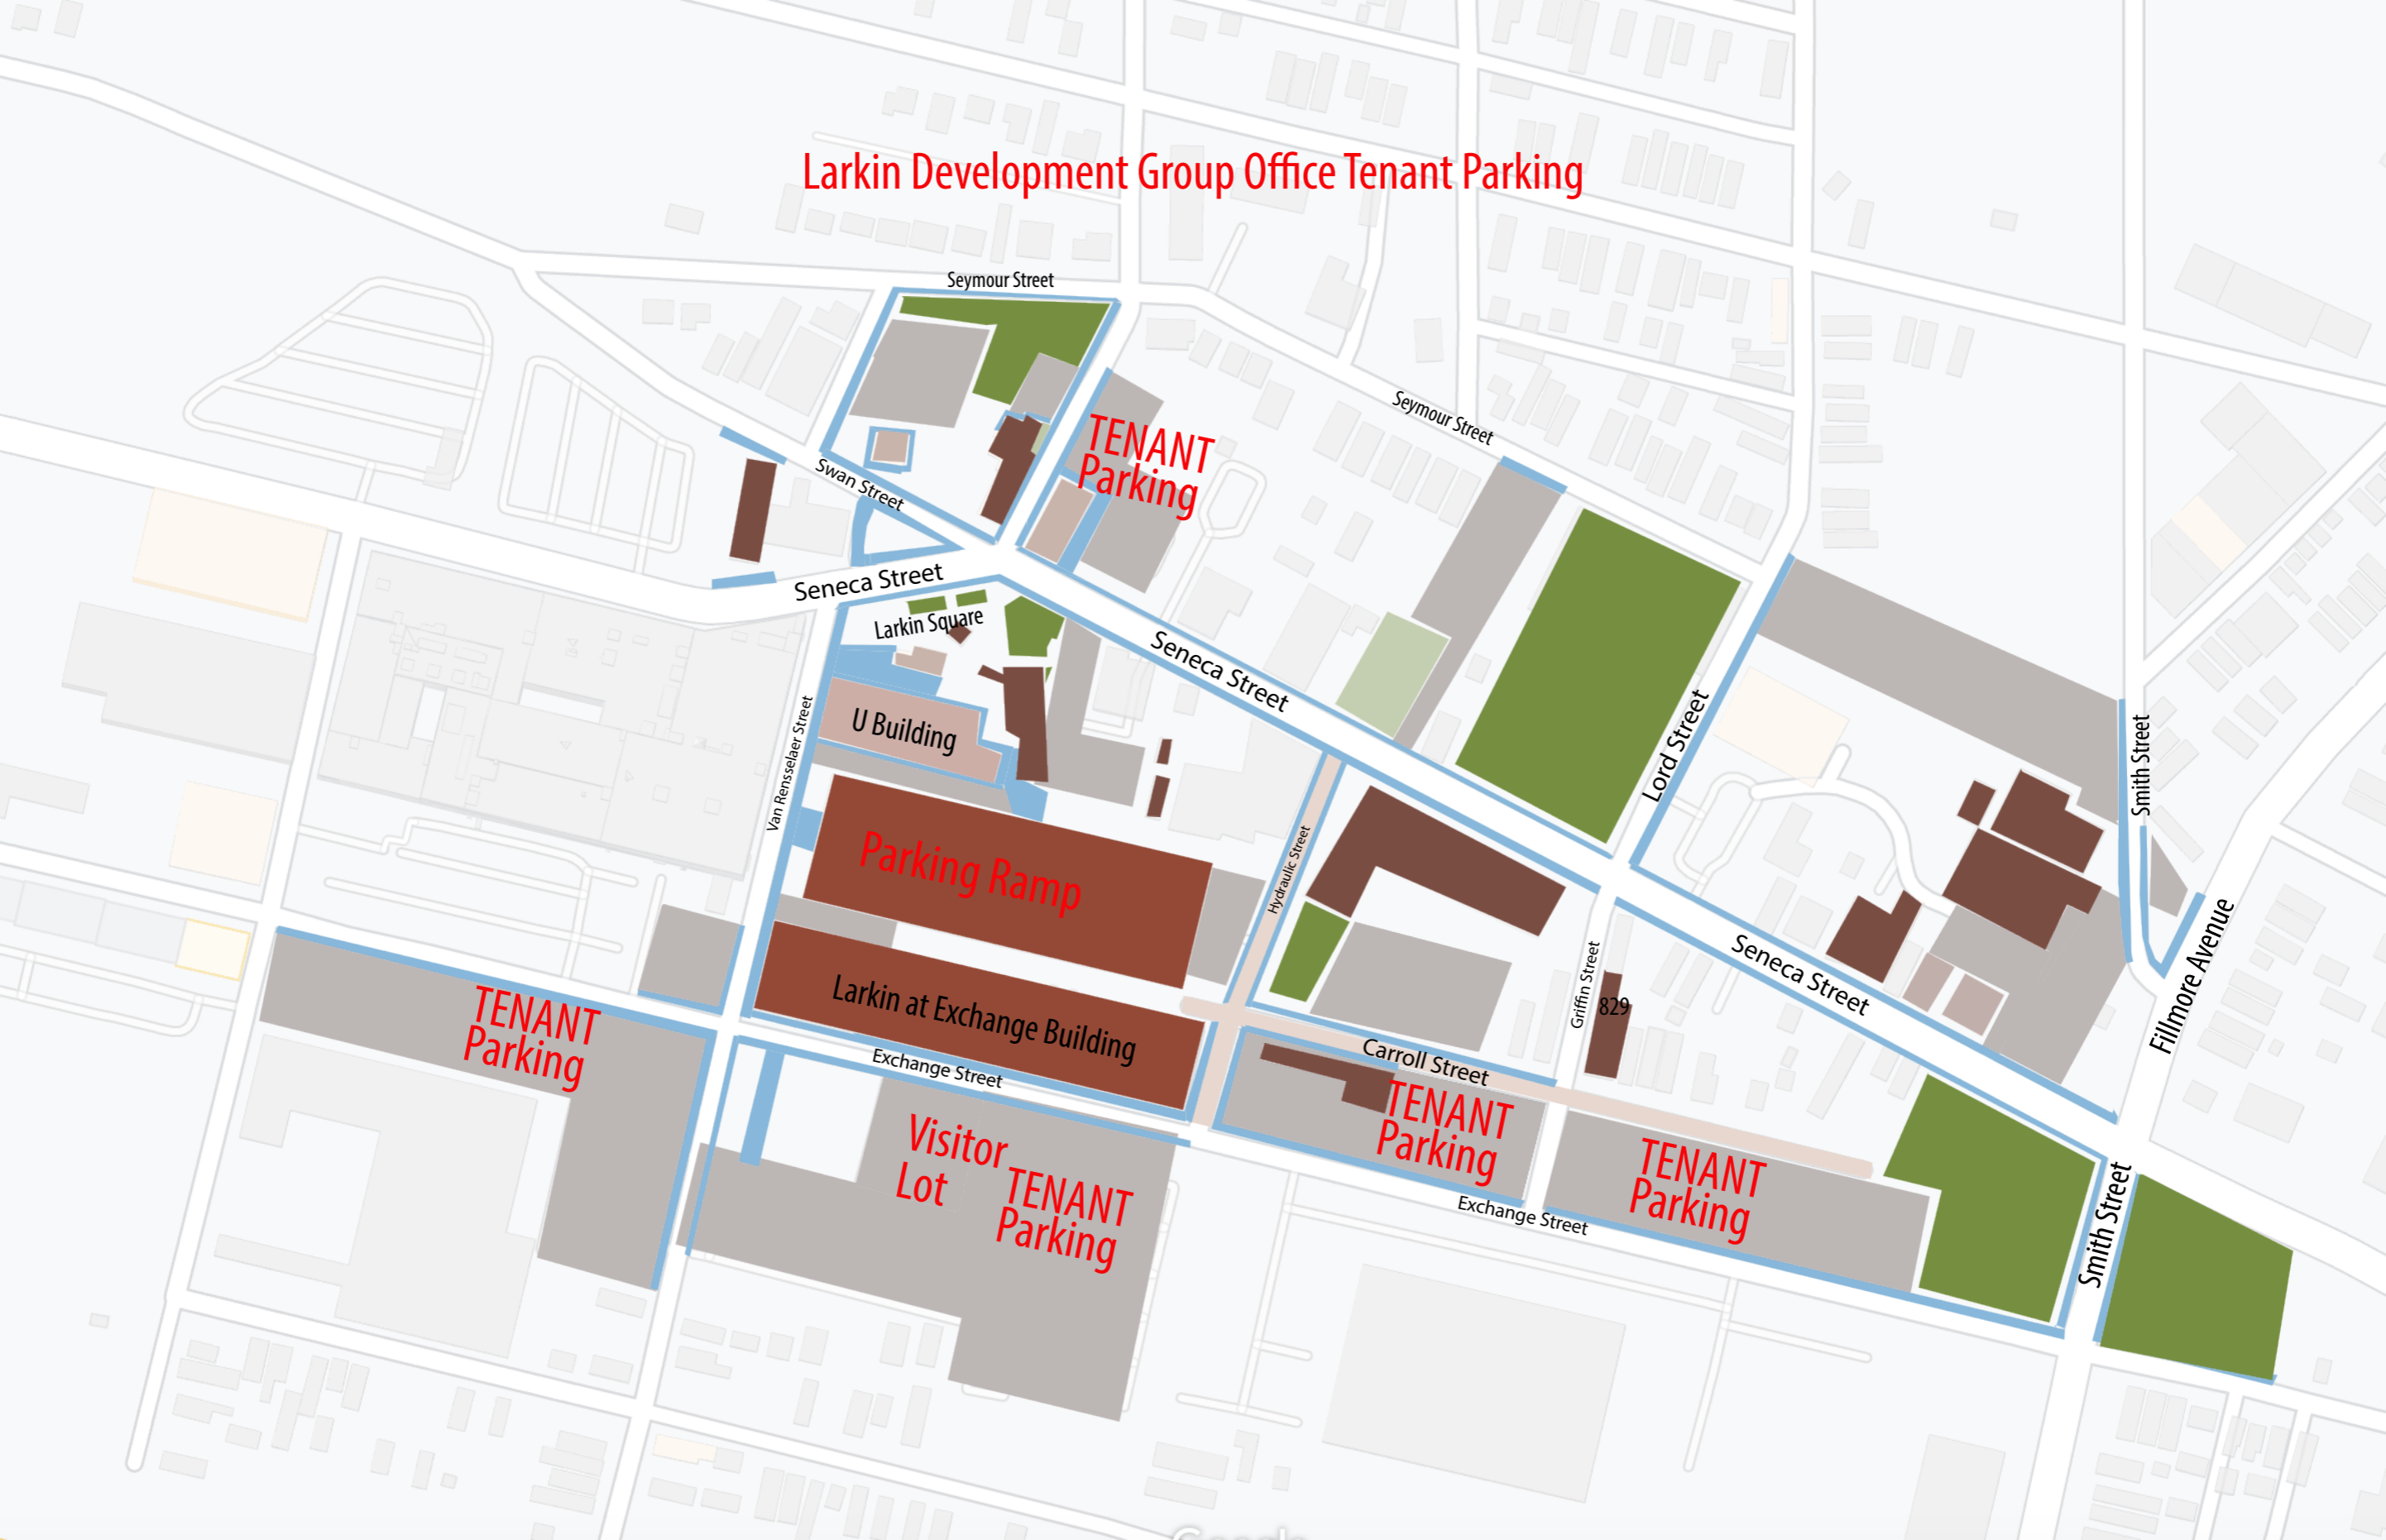 Larkin Development Group Office Tenant Parking
Seymour Street
Seymour Street
TENANT
Parking
Swan Street
Seneca Street
Larkin Square
Seneca Street
U Building
Van Rensselaer Street
Lord Street
Smith Street
Parking Ramp
Hydraulic Street
Larkin at Exchange Building
Griffin Street
829
Seneca Street
Fillmore Avenue
TENANT
Parking
Exchange Street
Carroll Street
TENANT
Parking
Visitor
Lot
TENANT
Parking
TENANT
Parking
Exchange Street
Smith Street
Google